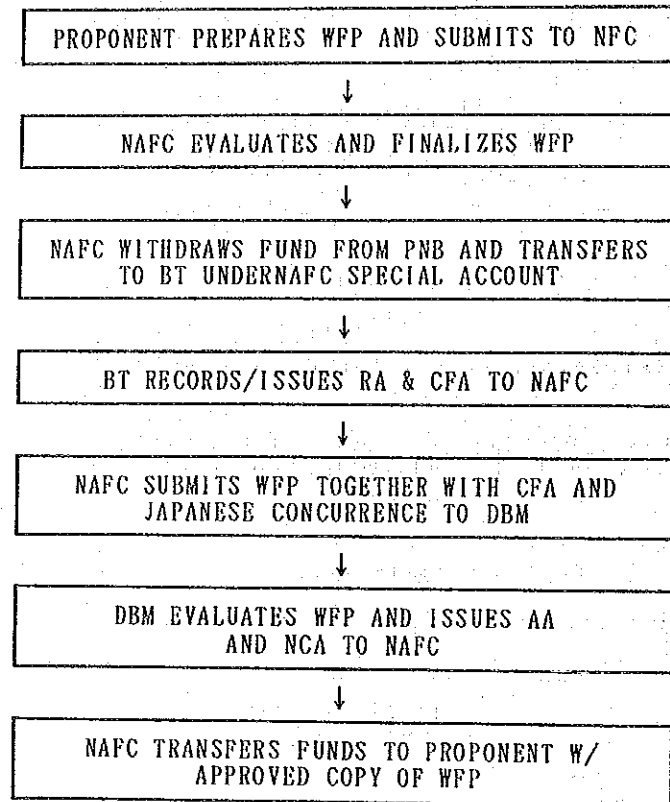 PROPONENT PREPARES WFP AND SUBMITS TO NFC
↓
NAFC EVALUATES AND FINALIZES WFP
↓
NAFC WITHDRAWS FUND FROM PNB AND TRANSFERS
TO BT UNDERNAFC SPECIAL ACCOUNT
↓
BT RECORDS/ISSUES RA & CFA TO NAFC
↓
NAFC SUBMITS WFP TOGETHER WITH CFA AND
JAPANESE CONCURRENCE TO DBM
↓
DBM EVALUATES WFP AND ISSUES AA
AND NCA TO NAFC
↓
NAFC TRANSFERS FUNDS TO PROPONENT W/
APPROVED COPY OF WFP